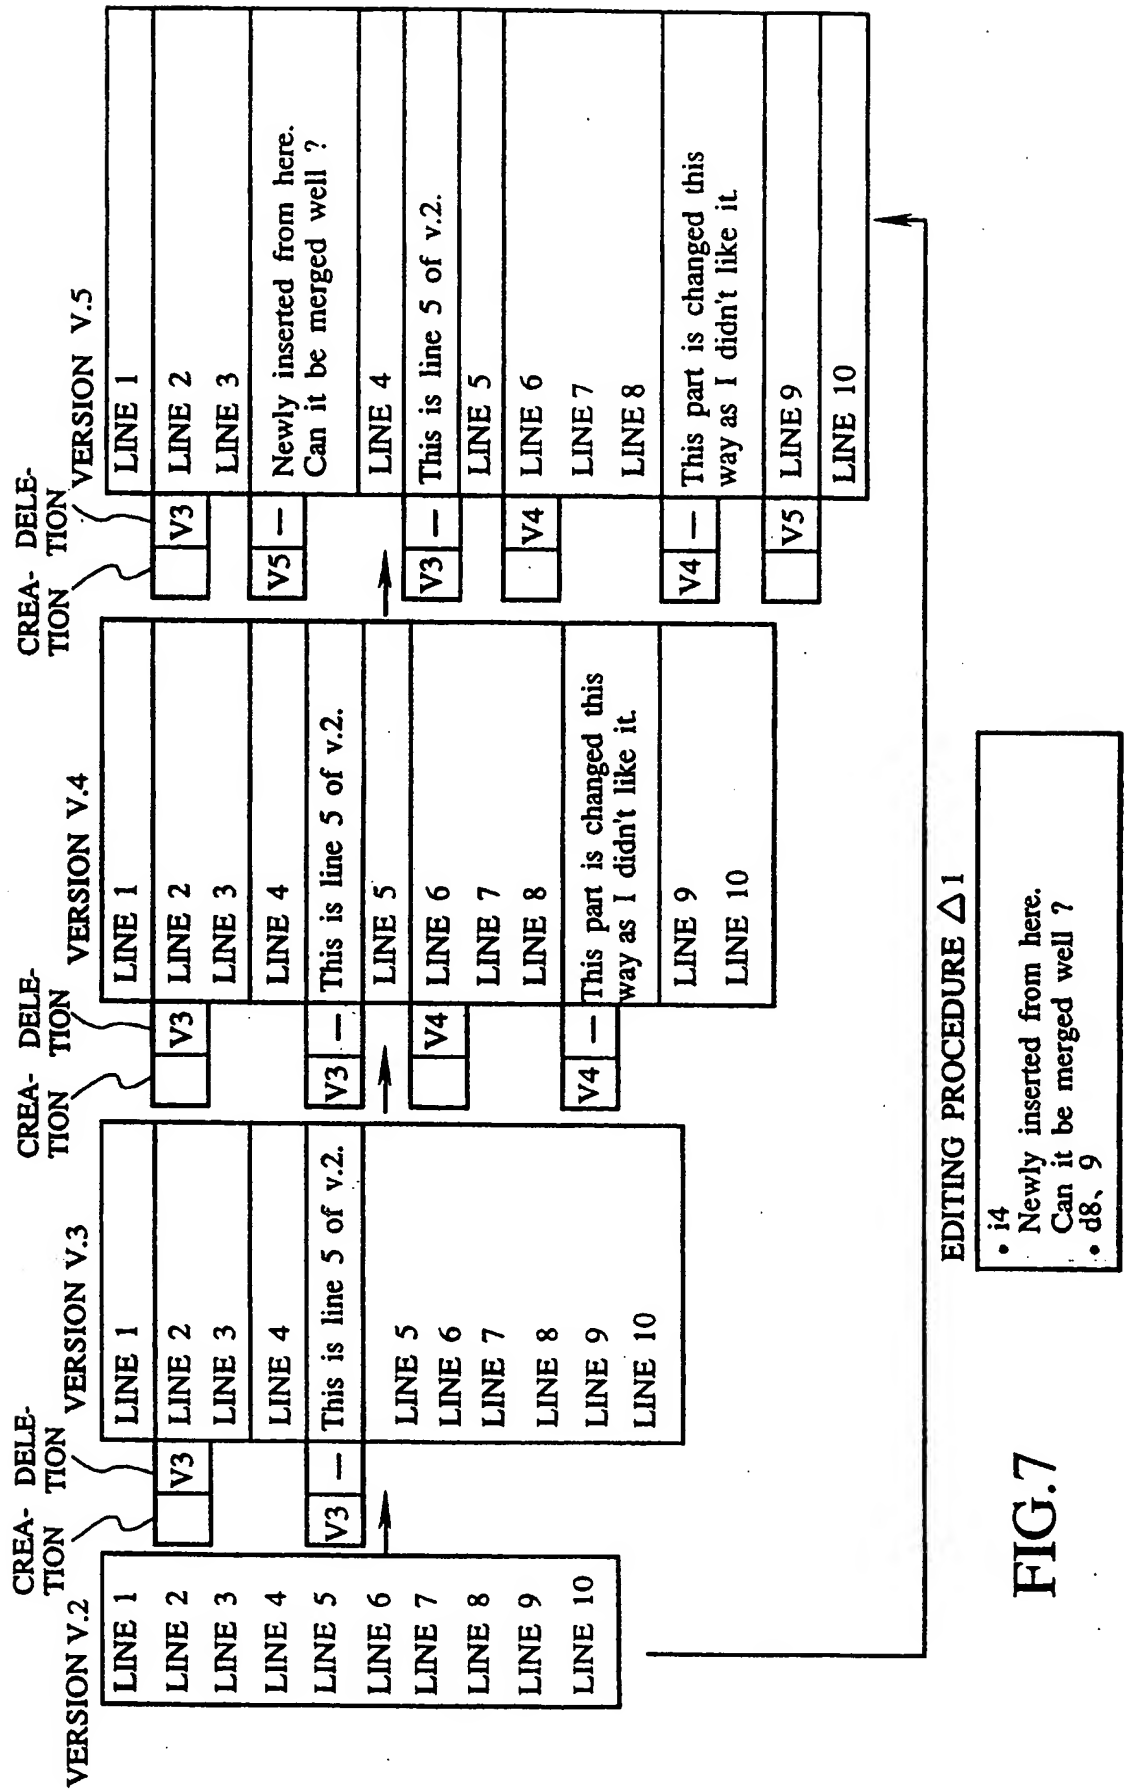 VERSION V.2
LINE 1
LINE 2
LINE 3
LINE 4
LINE 5
LINE 6
LINE 7
LINE 8
LINE 9
LINE 10
CREA-
TION
DELE-
TION
VERSION V.3
LINE 1
V3
LINE 2
LINE 3
LINE 4
V3
—
This is line 5 of v.2.
LINE 5
LINE 6
LINE 7
LINE 8
LINE 9
LINE 10
CREA-
TION
DELE-
TION
VERSION V.4
LINE 1
V3
LINE 2
LINE 3
LINE 4
V3
—
This is line 5 of v.2.
LINE 5
V4
LINE 6
LINE 7
LINE 8
V4
—
This part is changed this
way as I didn't like it.
LINE 9
LINE 10
CREA-
TION
DELE-
TION
VERSION V.5
LINE 1
V3
LINE 2
LINE 3
V5
—
Newly inserted from here.
Can it be merged well ?
LINE 4
V3
—
This is line 5 of v.2.
LINE 5
V4
LINE 6
LINE 7
LINE 8
V4
—
This part is changed this
way as I didn't like it.
V5
LINE 9
LINE 10
EDITING PROCEDURE △1
• i4
Newly inserted from here.
Can it be merged well ?
• d8、9
FIG.7